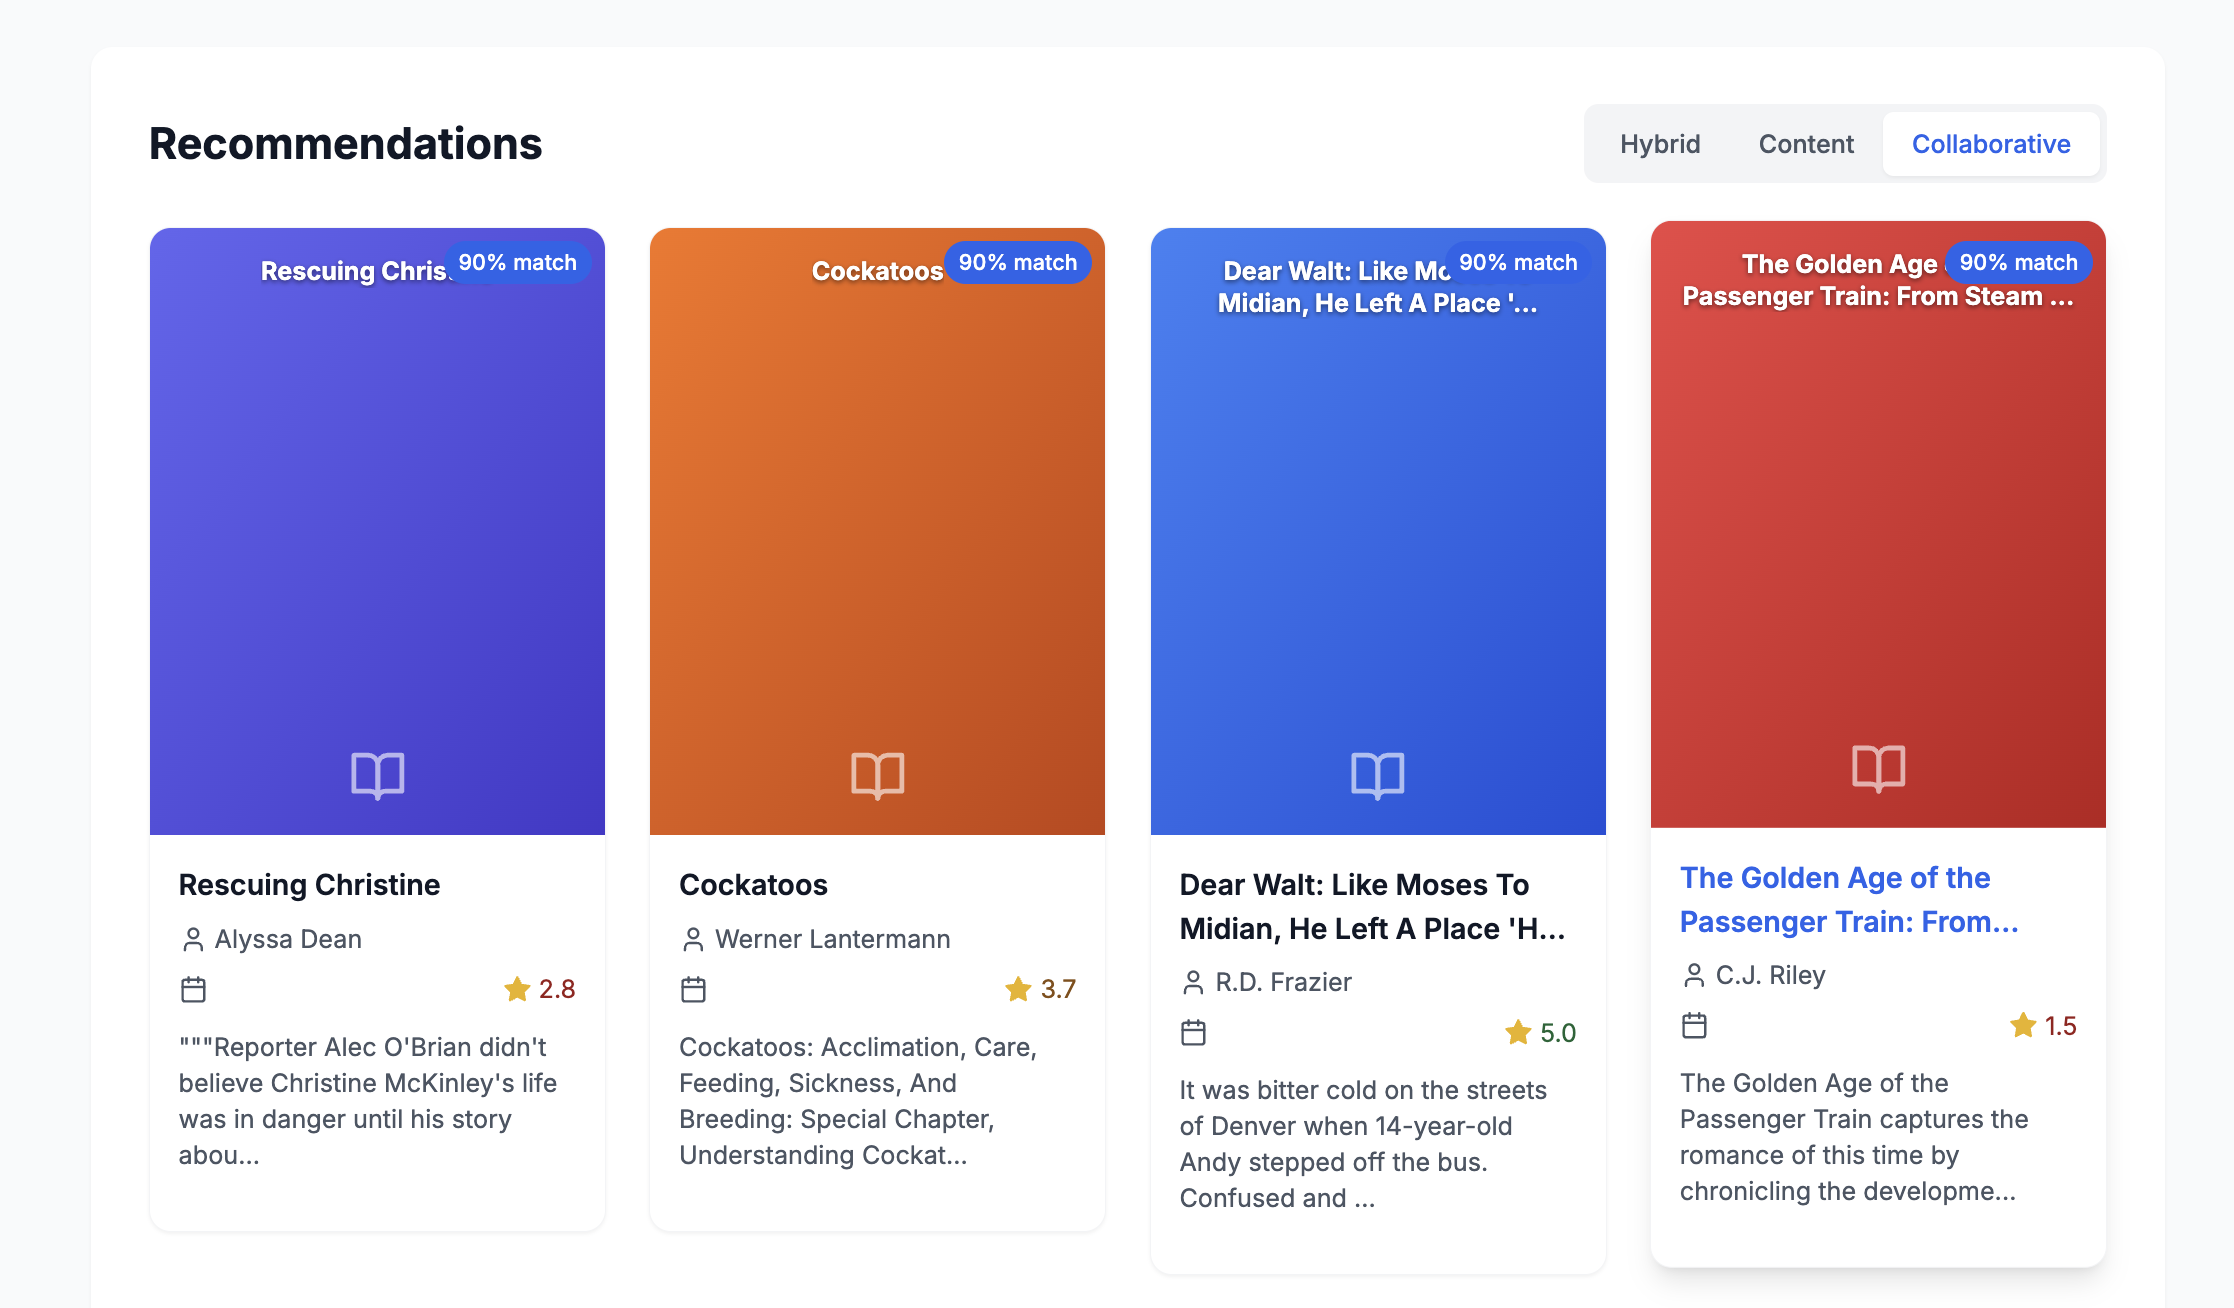 Recommendations
Hybrid Content Collaborative
Rescuing Chris
90% match
Rescuing Christine
Alyssa Dean
2.8
"""Reporter Alec O'Brian didn't
believe Christine McKinley's life
was in danger until his story
abou...
Cockatoos
90% match
Cockatoos
Werner Lantermann
3.7
Cockatoos: Acclimation, Care,
Feeding, Sickness, And
Breeding: Special Chapter,
Understanding Cockat...
Dear Walt: Like Mo
90% match
Midian, He Left A Place '...
Dear Walt: Like Moses To
Midian, He Left A Place 'H...
R.D. Frazier
5.0
It was bitter cold on the streets
of Denver when 14-year-old
Andy stepped off the bus.
Confused and ...
The Golden Age
90% match
Passenger Train: From Steam ...
The Golden Age of the
Passenger Train: From...
C.J. Riley
1.5
The Golden Age of the
Passenger Train captures the
romance of this time by
chronicling the developme...